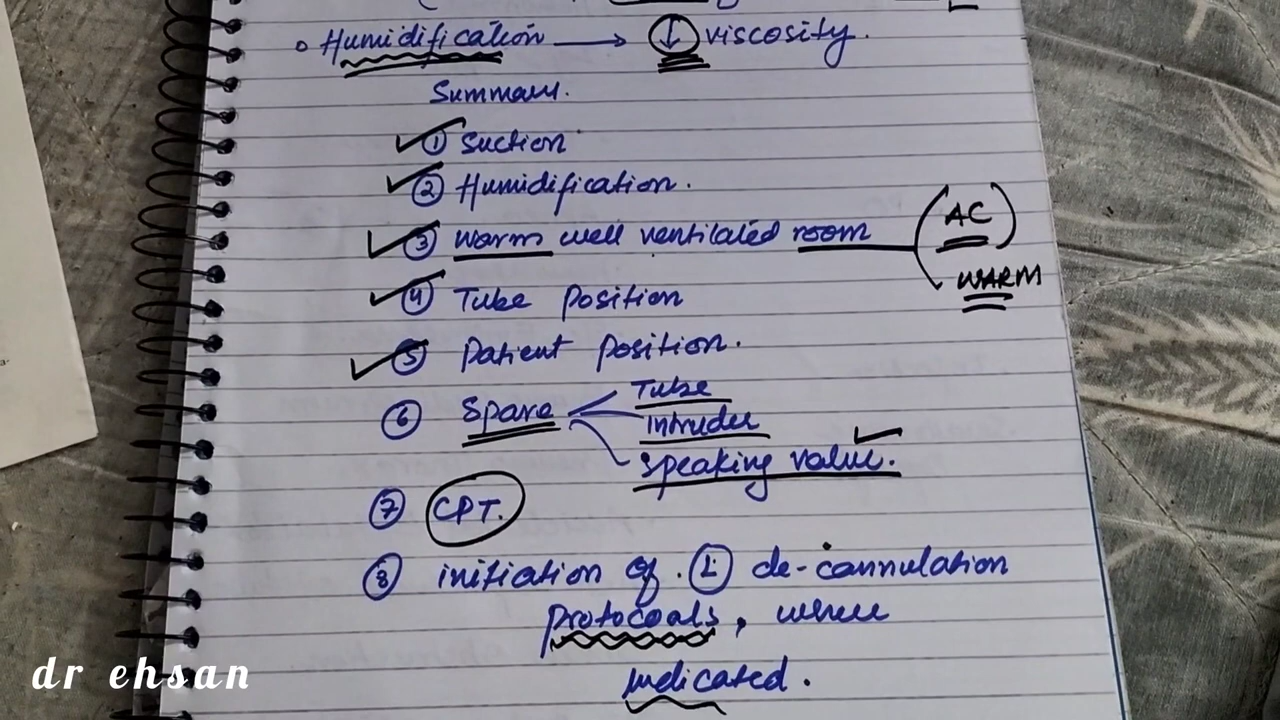 • Humidification → ↓ viscosity.
Summary.
① Suction
② Humidification.
③ warm well ventilated room (AC)
WARM
④ Tube position
⑤ Patient position.
⑥ Spare Tube
intruder
speaking value.
⑦ CPT.
⑧ initiation of. de-cannulation
protocoals, where
indicated.
dr ehsan